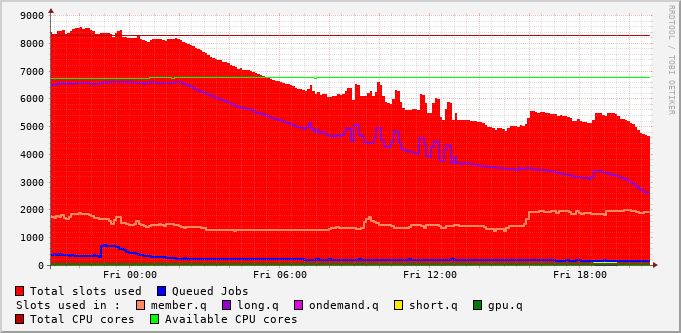 RRDTOOL / TOBI OETIKER
9000
8000
7000
6000
5000
4000
3000
2000
1000
0
Fri 00:00 Fri 06:00 Fri 12:00 Fri 18:00
Total slots used Queued Jobs
Slots used in : member.q long.q ondemand.q short.q gpu.q
Total CPU cores Available CPU cores